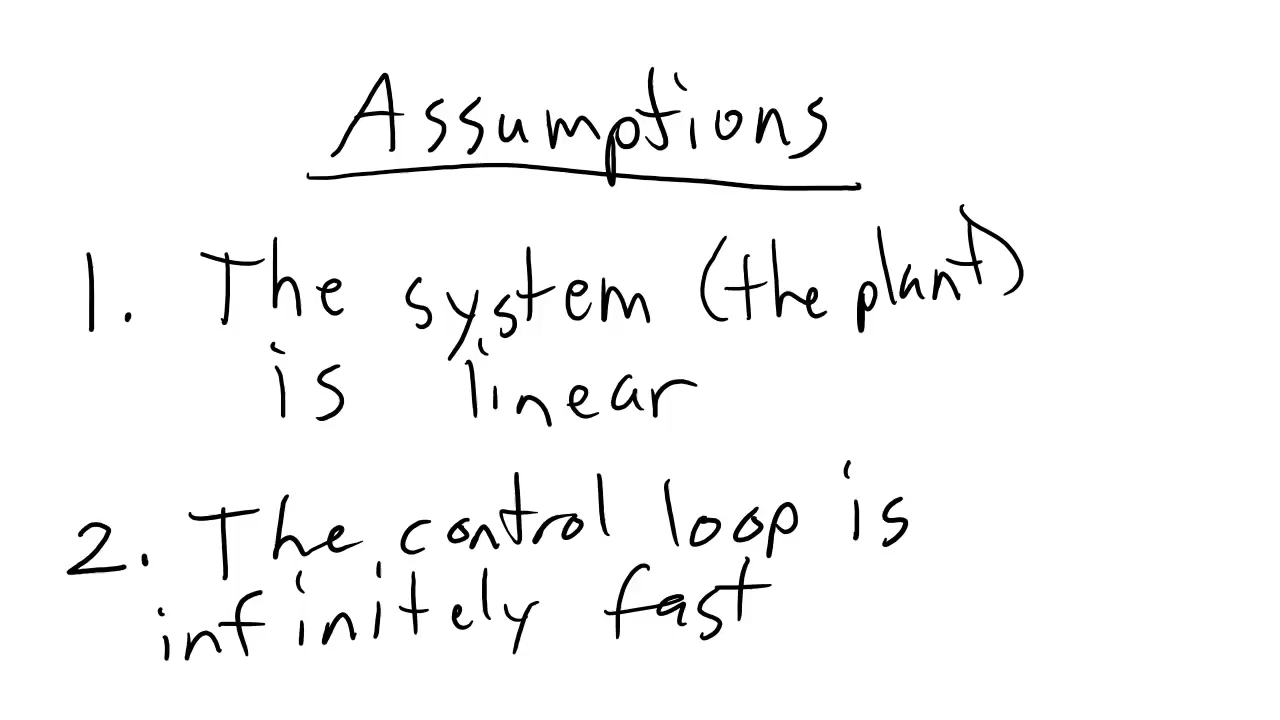 Assumptions
1. The system (the plant)
is linear
2. The control loop is
infinitely fast